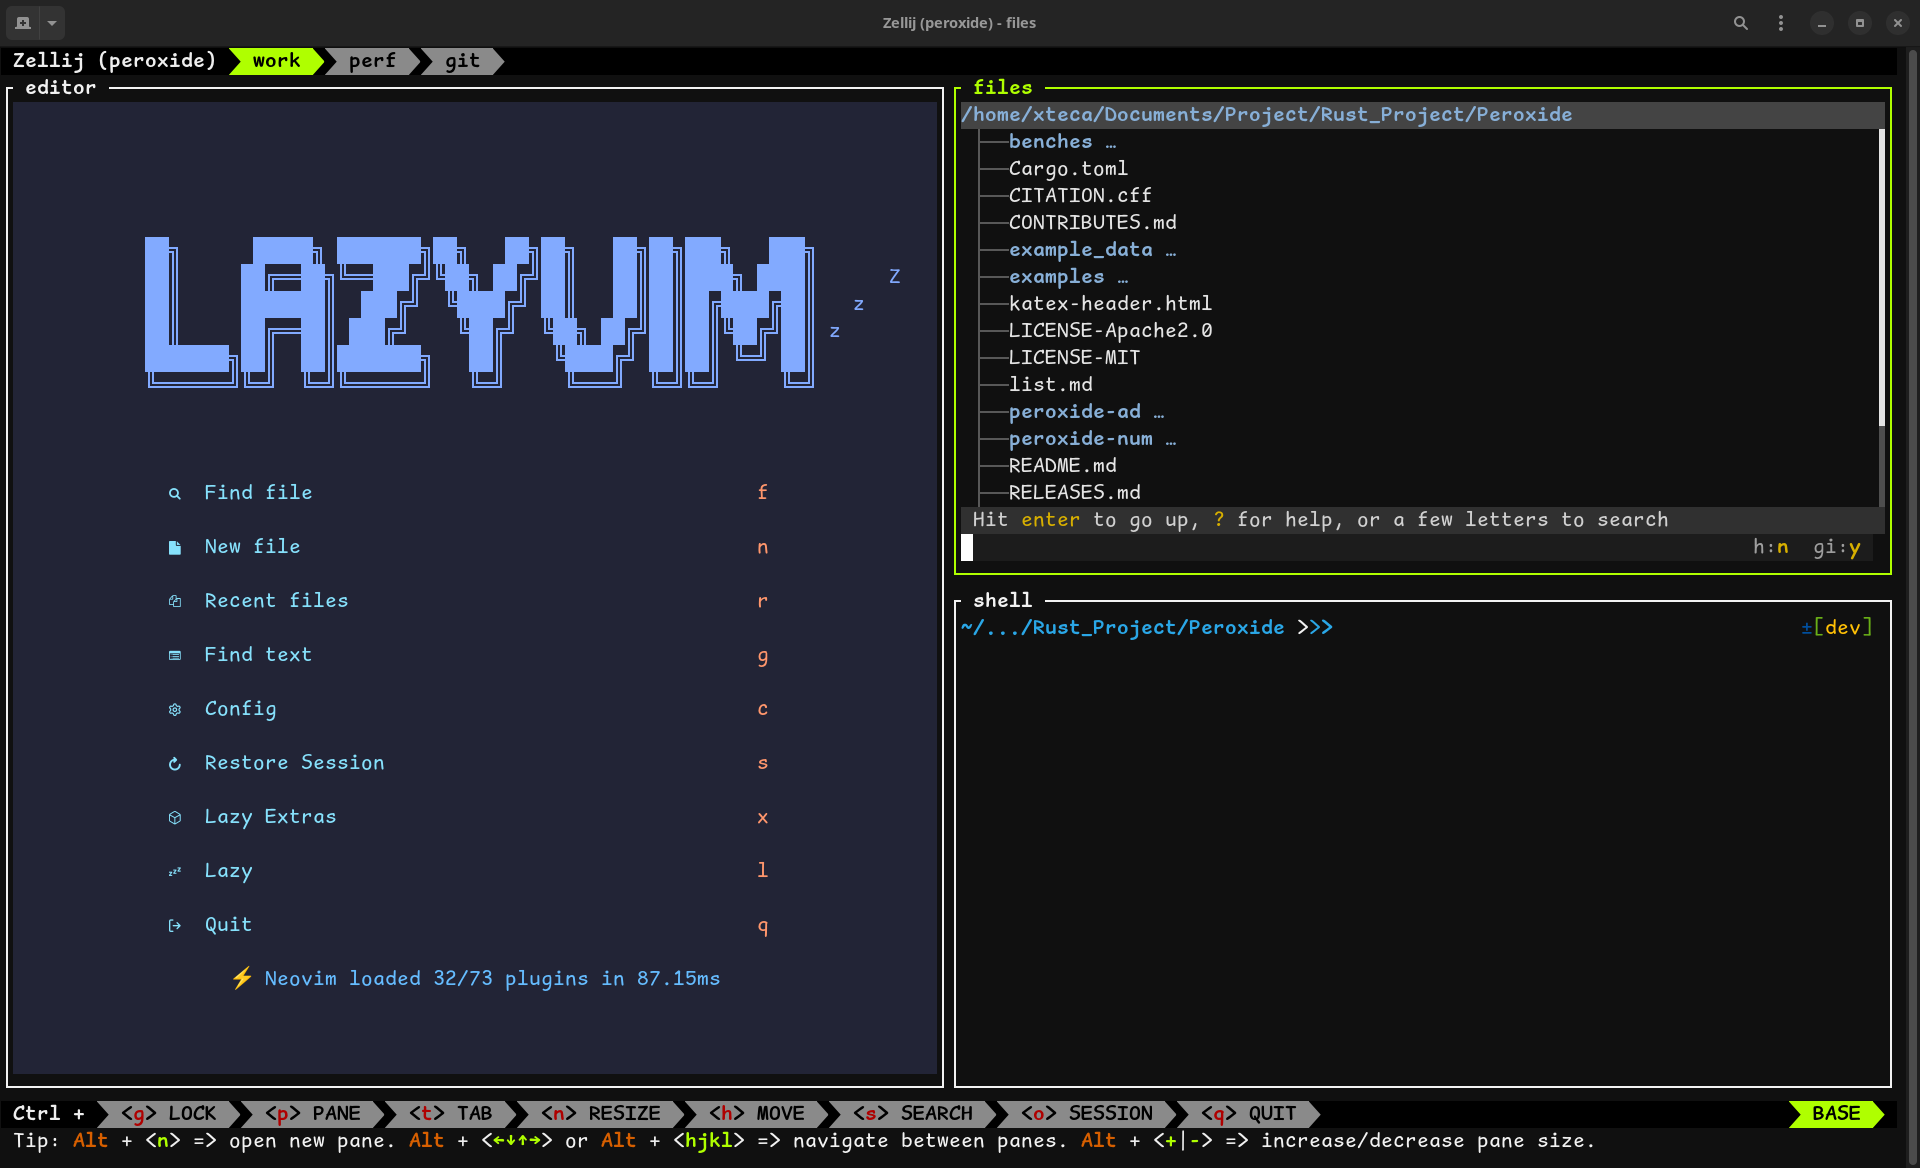 Zellij (peroxide) - files
Zellij (peroxide) work perf git
editor
LAZYVIM
Z
z
z
Find file f
New file n
Recent files r
Find text g
Config c
Restore Session s
Lazy Extras x
Lazy l
Quit q
⚡ Neovim loaded 32/73 plugins in 87.15ms
files
/home/xteca/Documents/Project/Rust_Project/Peroxide
benches …
Cargo.toml
CITATION.cff
CONTRIBUTES.md
example_data …
examples …
katex-header.html
LICENSE-Apache2.0
LICENSE-MIT
list.md
peroxide-ad …
peroxide-num …
README.md
RELEASES.md
Hit enter to go up, ? for help, or a few letters to search
h:n gi:y
shell
~/.../Rust_Project/Peroxide >>> ±[dev]
Ctrl + <g> LOCK <p> PANE <t> TAB <n> RESIZE <h> MOVE <s> SEARCH <o> SESSION <q> QUIT BASE
Tip: Alt + <n> => open new pane. Alt + <←↓↑→> or Alt + <hjkl> => navigate between panes. Alt + <+|-> => increase/decrease pane size.